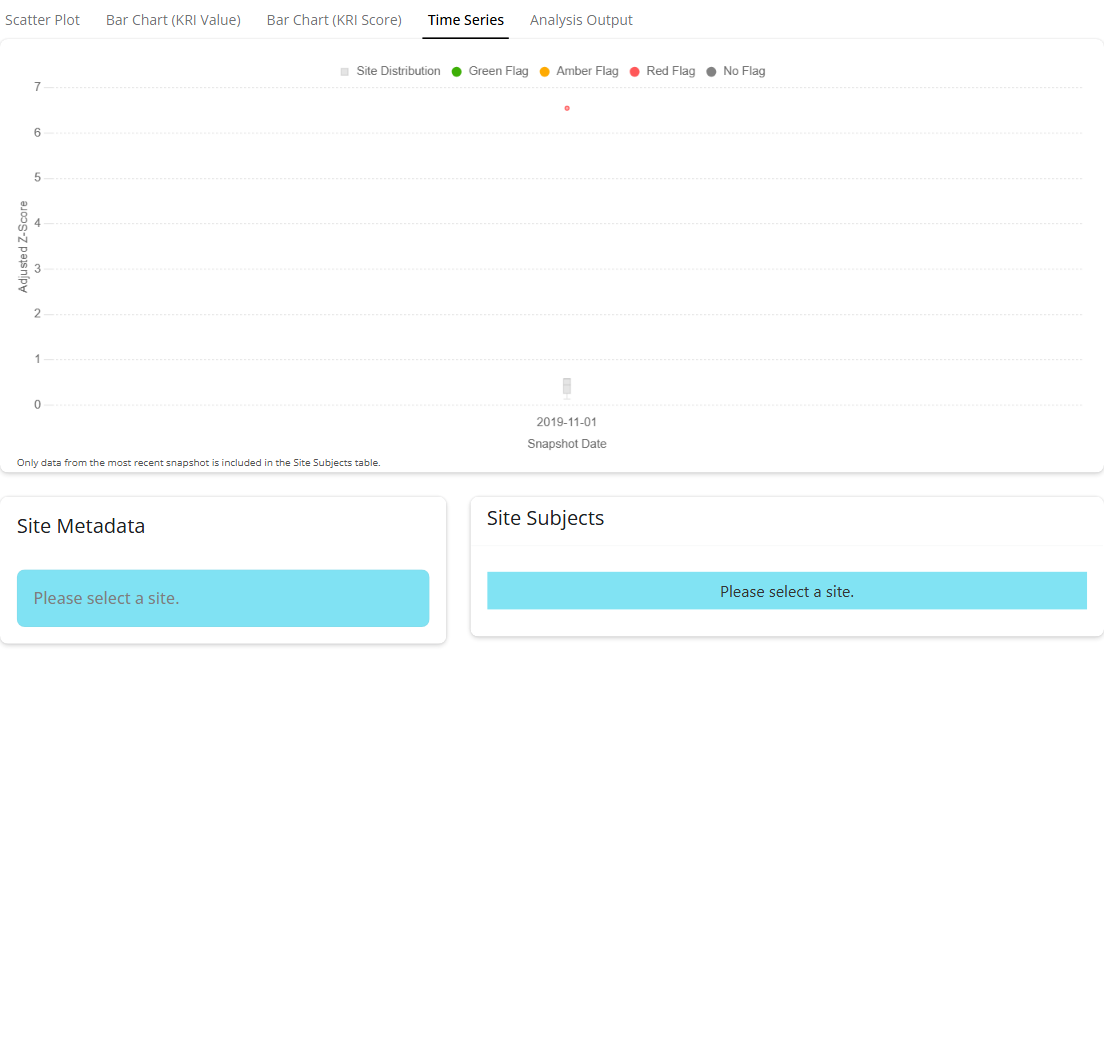 Scatter Plot Bar Chart (KRI Value) Bar Chart (KRI Score) Time Series Analysis Output
Site Distribution Green Flag Amber Flag Red Flag No Flag
7
6
5
4
3
2
1
0
Adjusted Z-Score
2019-11-01
Snapshot Date
Only data from the most recent snapshot is included in the Site Subjects table.
Site Metadata
Please select a site.
Site Subjects
Please select a site.